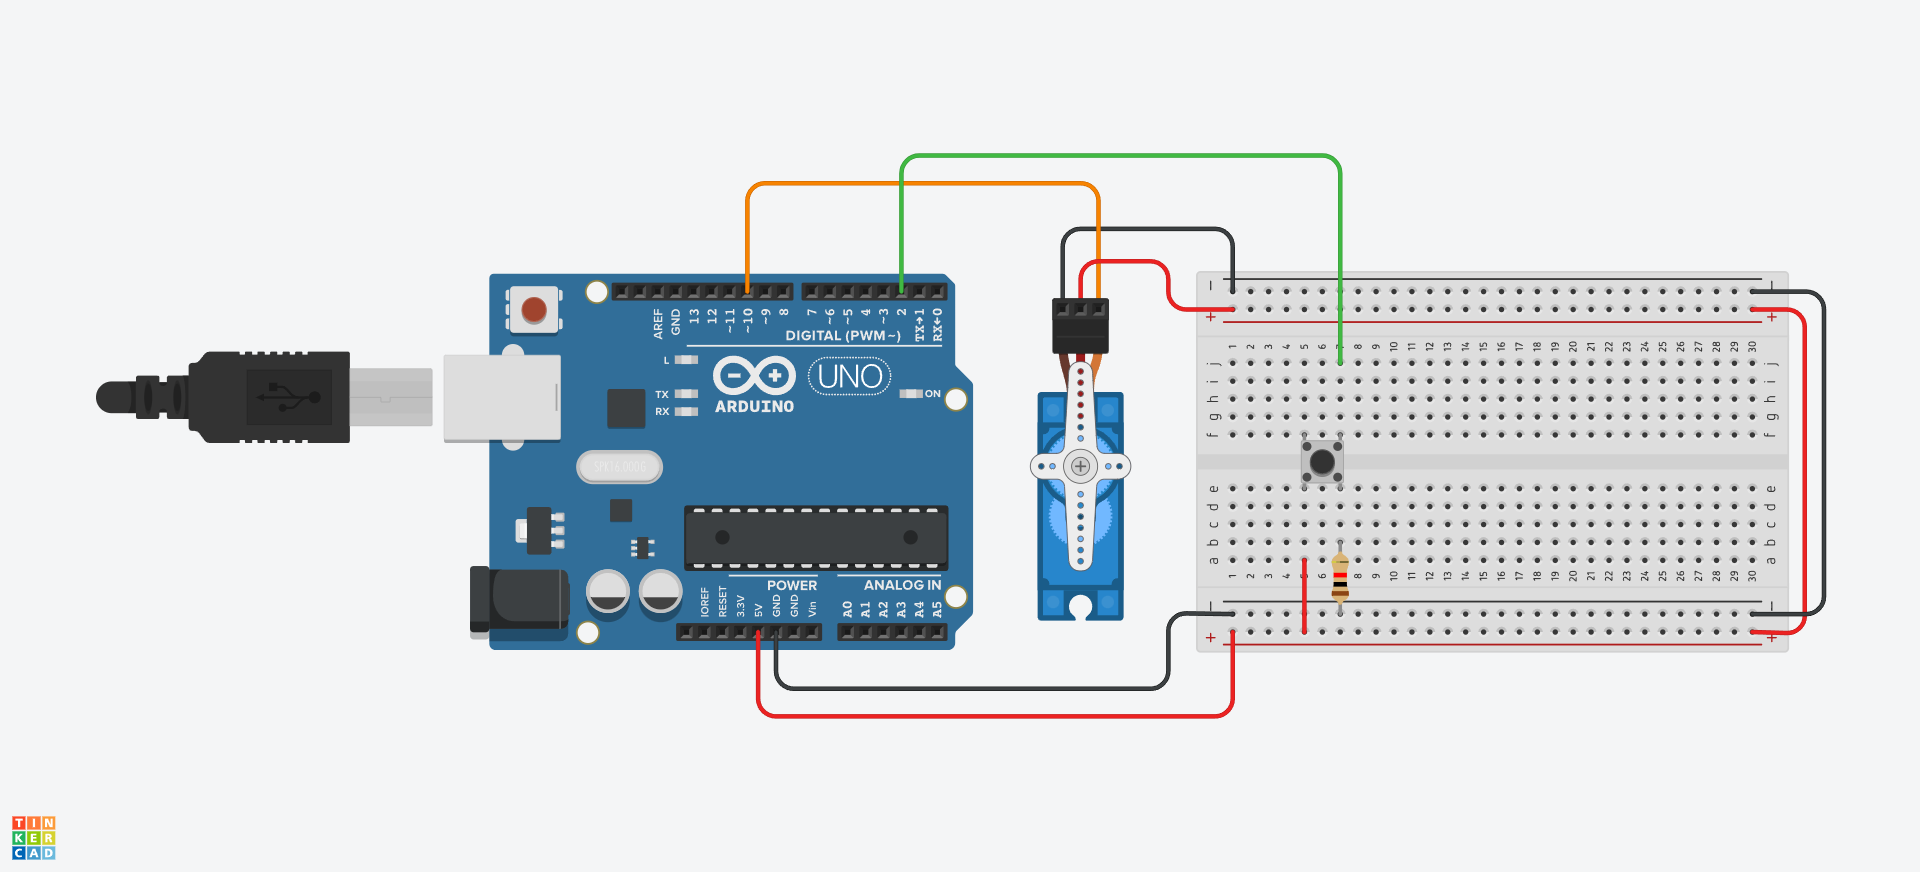 AREF
GND
13
12
~11
~10
~9
8
7
~6
~5
4
~3
2
TX→1
RX←0
DIGITAL (PWM~)
L
TX
RX
ARDUINO
UNO
ON
SPK16.000G
POWER
ANALOG IN
IOREF
RESET
3.3V
5V
GND
GND
Vin
A0
A1
A2
A3
A4
A5
− −
+ +
1 2 3 4 5 6 7 8 9 10 11 12 13 14 15 16 17 18 19 20 21 22 23 24 25 26 27 28 29 30
j j
i i
h h
g g
f f
e e
d d
c c
b b
a a
1 2 3 4 5 6 7 8 9 10 11 12 13 14 15 16 17 18 19 20 21 22 23 24 25 26 27 28 29 30
− −
+ +
TIN
KER
CAD